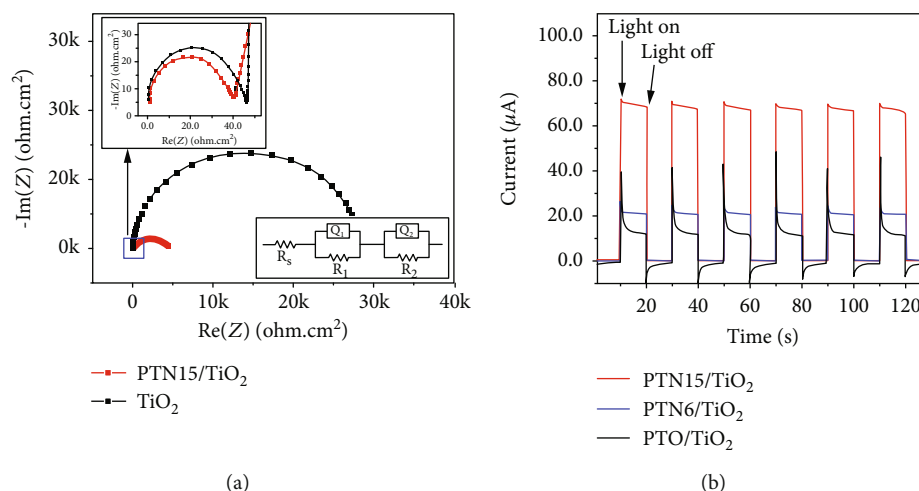 30k
30k
20k
0k
-Im(Z) (ohm.cm²)
25
20
15
10
5
0
-Im(Z) (ohm.cm²)
0.0 20.0 40.0
Re(Z) (ohm.cm²)
Rs
Q1
R1
Q2
R2
0 10k 20k 30k 40k
Re(Z) (ohm.cm²)
PTN15/TiO₂
TiO₂
(a)
100.0
80.0
60.0
40.0
20.0
0.0
Current (μA)
Light on
Light off
0 20 40 60 80 100 120
Time (s)
PTN15/TiO₂
PTN6/TiO₂
PTO/TiO₂
(b)